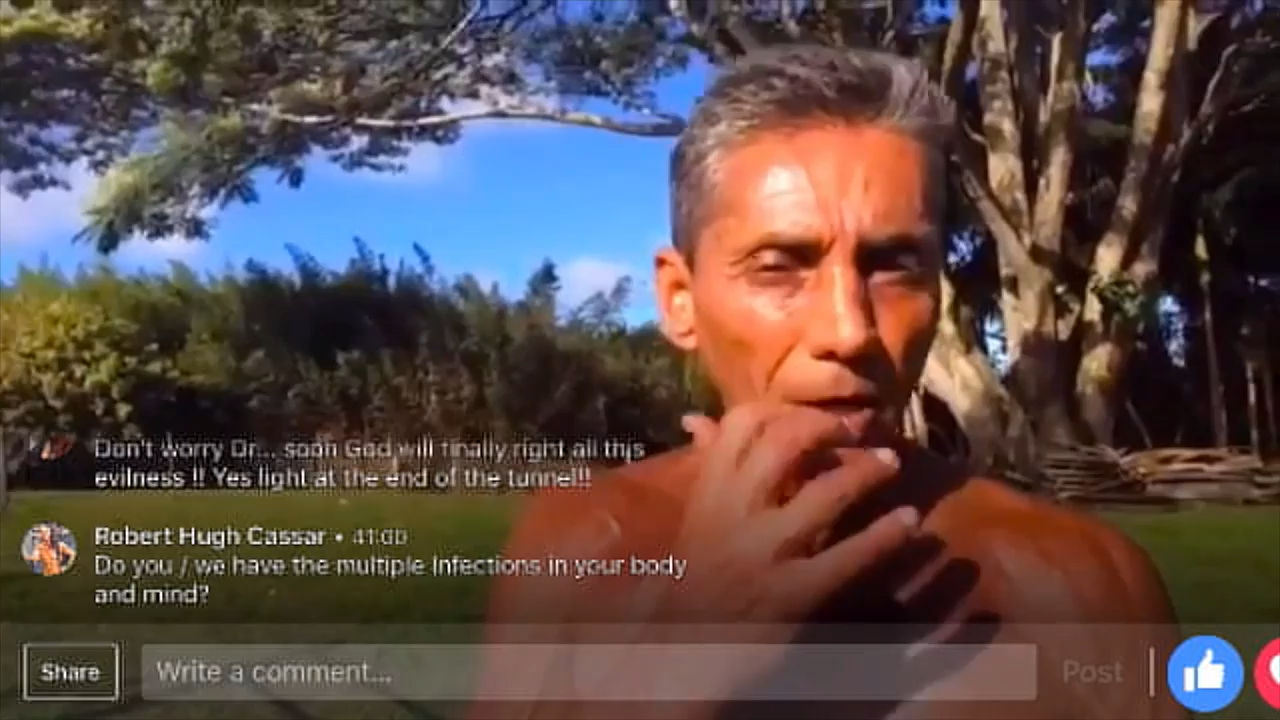 Don't worry Dr... soon God will finally right all this
evilness !! Yes light at the end of the tunnel!!
Robert Hugh Cassar • 41:00
Do you / we have the multiple Infections in your body
and mind?
Share
Write a comment...
Post